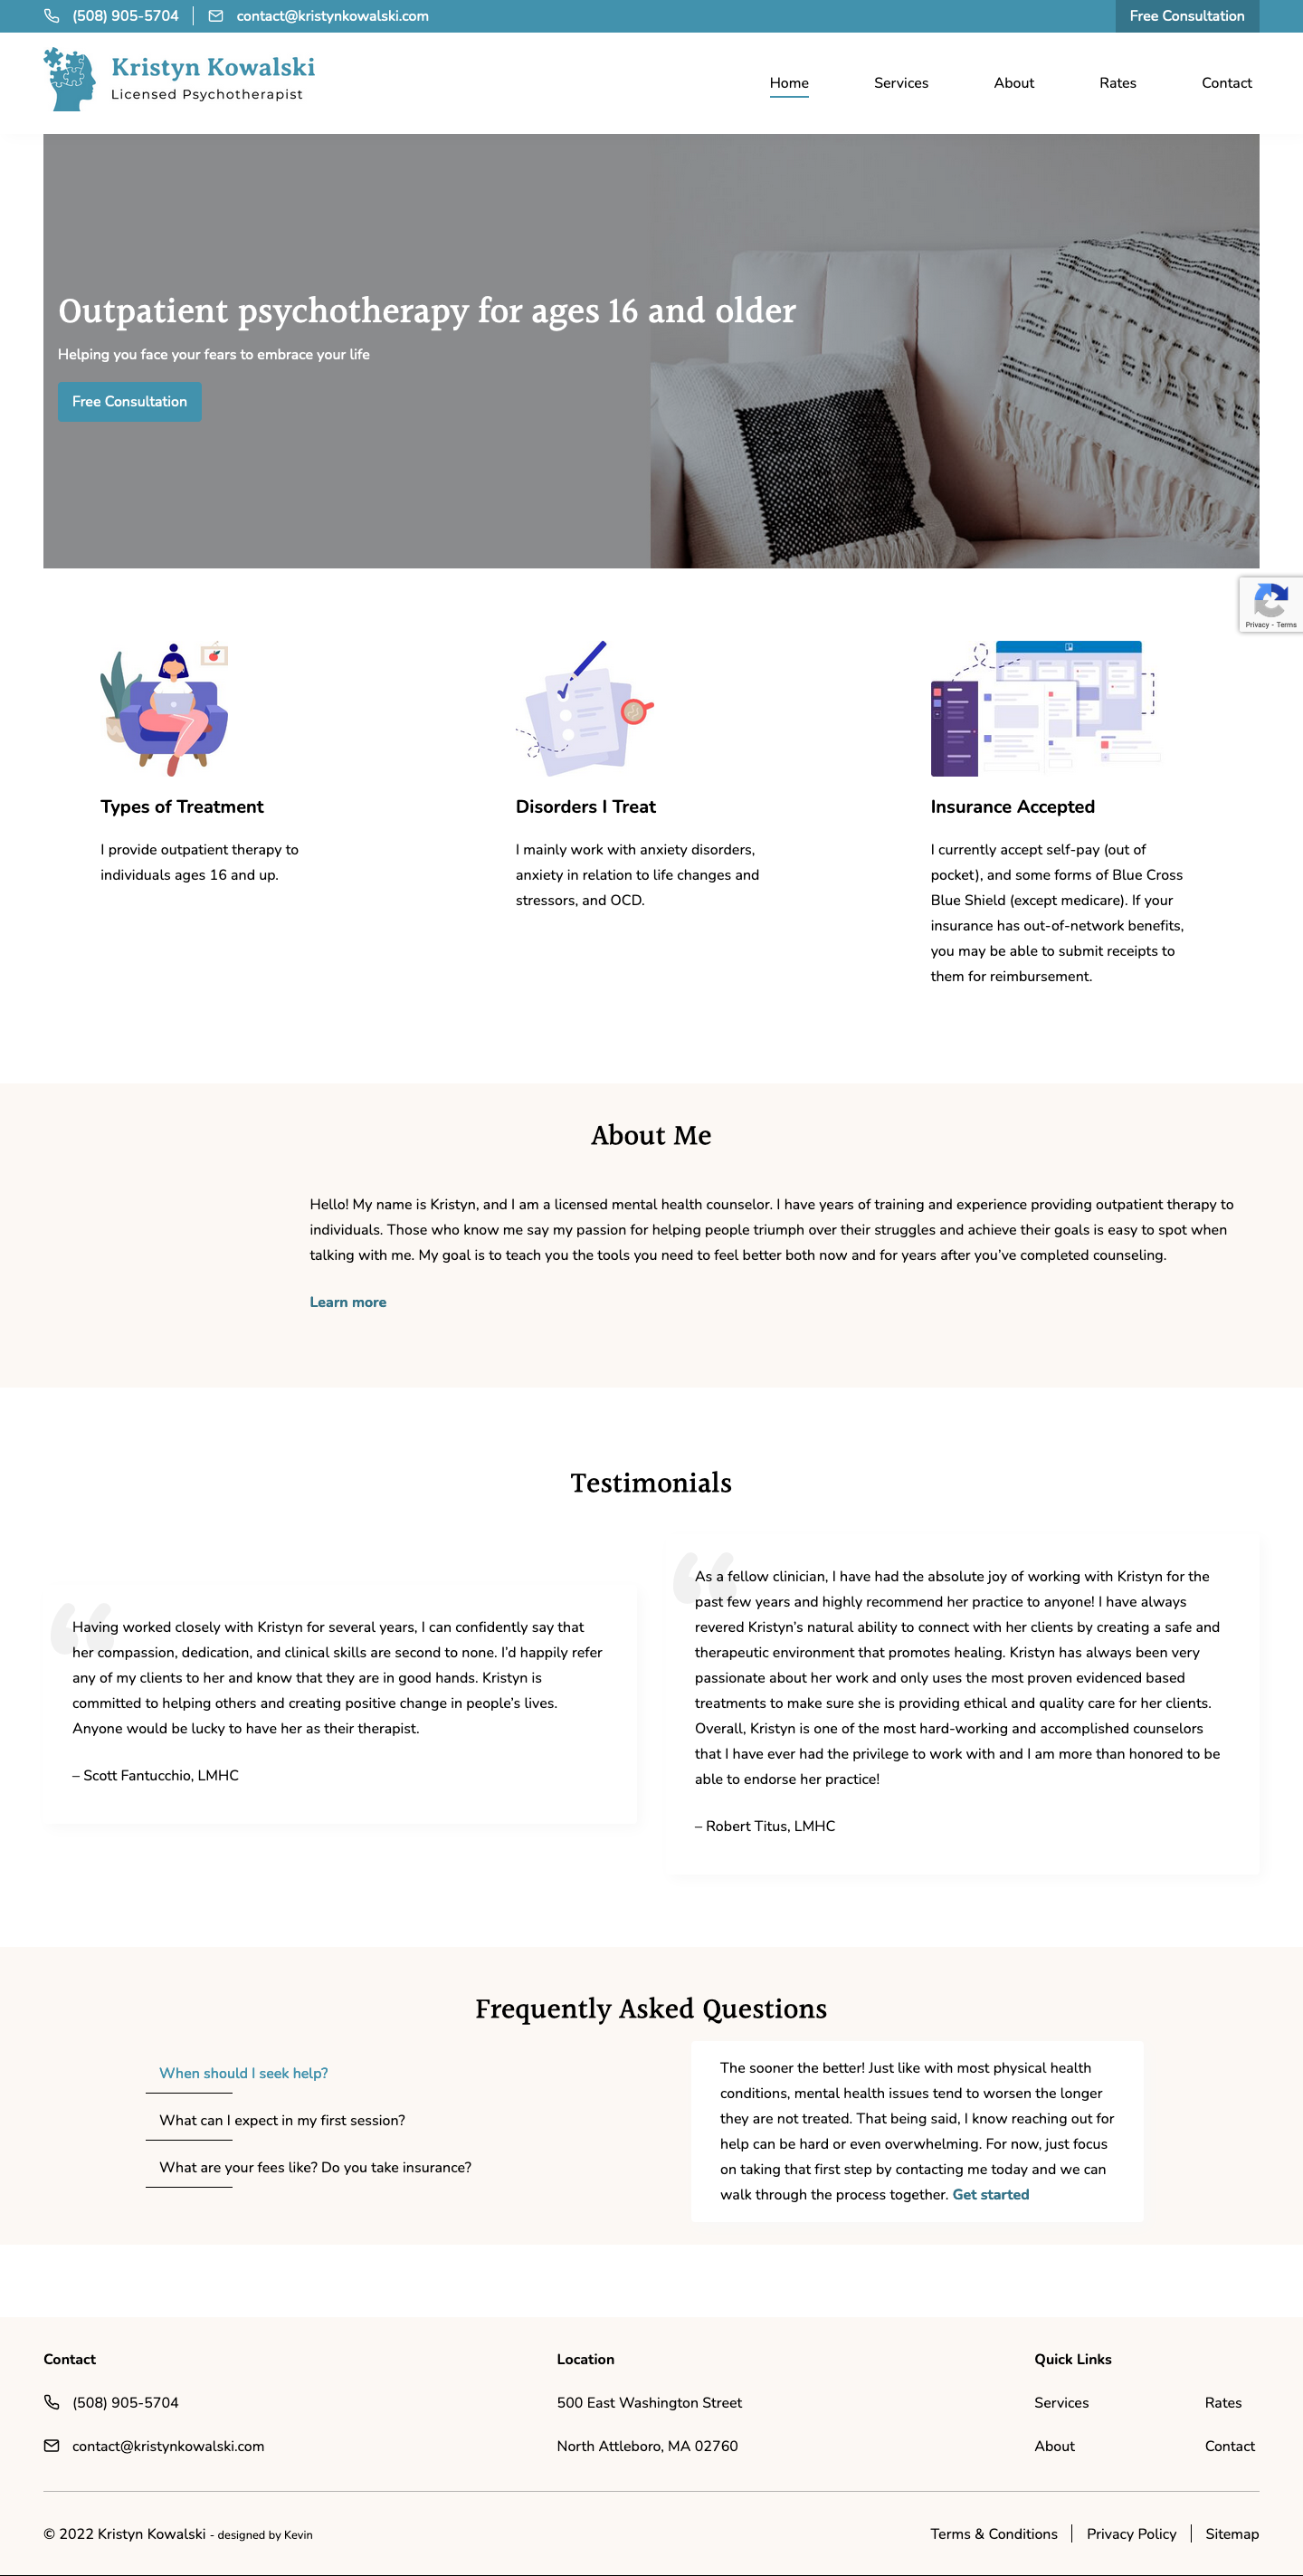 (508) 905-5704
contact@kristynkowalski.com
Free Consultation
Kristyn Kowalski
Licensed Psychotherapist
Home
Services
About
Rates
Contact
Outpatient psychotherapy for ages 16 and older
Helping you face your fears to embrace your life
Free Consultation
Privacy - Terms
Types of Treatment
I provide outpatient therapy to
individuals ages 16 and up.
Disorders I Treat
I mainly work with anxiety disorders,
anxiety in relation to life changes and
stressors, and OCD.
Insurance Accepted
I currently accept self-pay (out of
pocket), and some forms of Blue Cross
Blue Shield (except medicare). If your
insurance has out-of-network benefits,
you may be able to submit receipts to
them for reimbursement.
About Me
Hello! My name is Kristyn, and I am a licensed mental health counselor. I have years of training and experience providing outpatient therapy to
individuals. Those who know me say my passion for helping people triumph over their struggles and achieve their goals is easy to spot when
talking with me. My goal is to teach you the tools you need to feel better both now and for years after you’ve completed counseling.
Learn more
Testimonials
Having worked closely with Kristyn for several years, I can confidently say that
her compassion, dedication, and clinical skills are second to none. I’d happily refer
any of my clients to her and know that they are in good hands. Kristyn is
committed to helping others and creating positive change in people’s lives.
Anyone would be lucky to have her as their therapist.
– Scott Fantucchio, LMHC
As a fellow clinician, I have had the absolute joy of working with Kristyn for the
past few years and highly recommend her practice to anyone! I have always
revered Kristyn’s natural ability to connect with her clients by creating a safe and
therapeutic environment that promotes healing. Kristyn has always been very
passionate about her work and only uses the most proven evidenced based
treatments to make sure she is providing ethical and quality care for her clients.
Overall, Kristyn is one of the most hard-working and accomplished counselors
that I have ever had the privilege to work with and I am more than honored to be
able to endorse her practice!
– Robert Titus, LMHC
Frequently Asked Questions
When should I seek help?
What can I expect in my first session?
What are your fees like? Do you take insurance?
The sooner the better! Just like with most physical health
conditions, mental health issues tend to worsen the longer
they are not treated. That being said, I know reaching out for
help can be hard or even overwhelming. For now, just focus
on taking that first step by contacting me today and we can
walk through the process together. Get started
Contact
(508) 905-5704
contact@kristynkowalski.com
Location
500 East Washington Street
North Attleboro, MA 02760
Quick Links
Services
Rates
About
Contact
© 2022 Kristyn Kowalski - designed by Kevin
Terms & Conditions
Privacy Policy
Sitemap